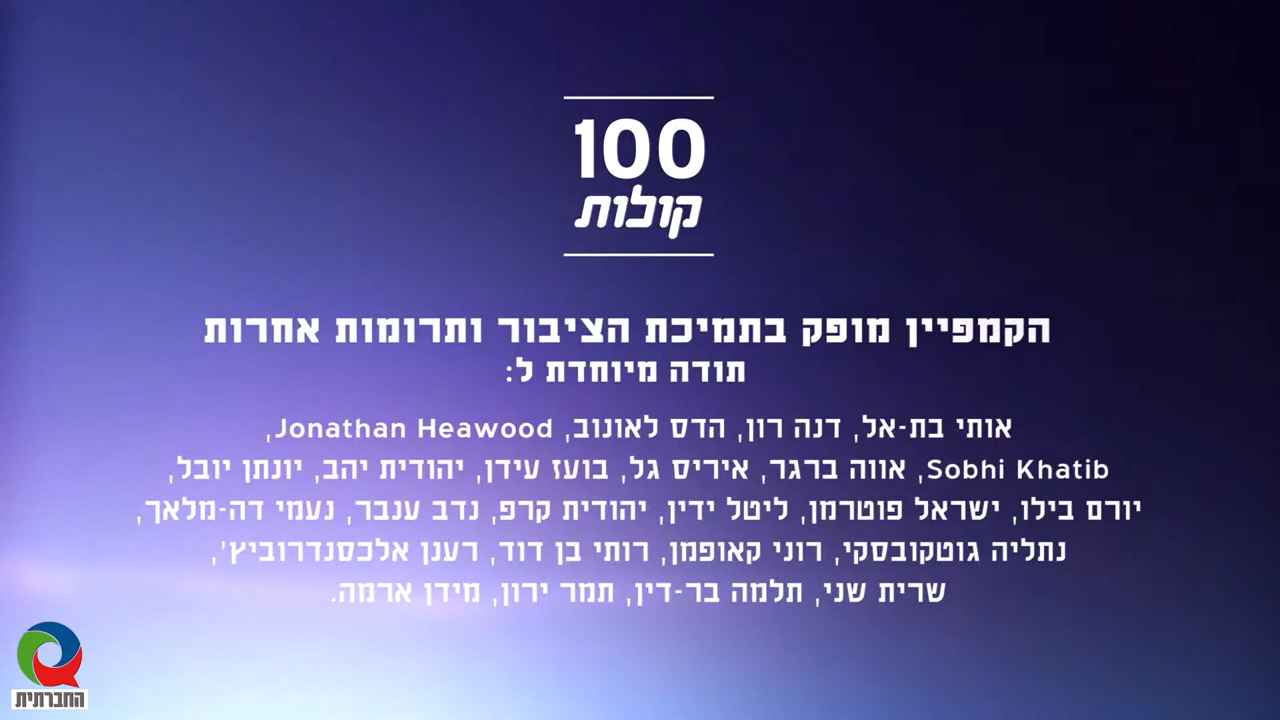 100
קולות
הקמפיין מופק בתמיכת הציבור ותרומות אחרות
תודה מיוחדת ל:
אותי בת-אל, דנה רון, הדס לאונוב, Jonathan Heawood,
Sobhi Khatib, אווה ברגר, איריס גל, בועז עידן, יהודית יהב, יונתן יובל,
יורם בילו, ישראל פוטרמן, ליטל ידין, יהודית קרפ, נדב ענבר, נעמי דה-מלאך,
נתליה גוטקובסקי, רוני קאופמן, רותי בן דוד, רענן אלכסנדרוביץ',
שרית שני, תלמה בר-דין, תמר ירון, מידן ארמה.
החברתית